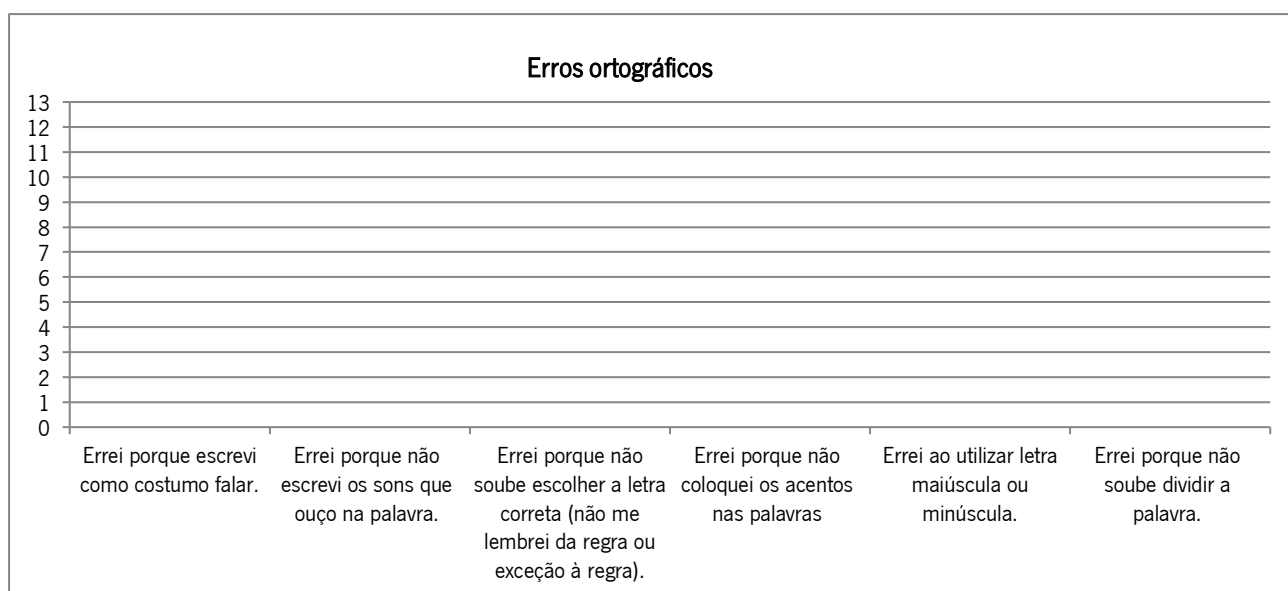 Erros ortográficos
13
12
11
10
9
8
7
6
5
4
3
2
1
0
Errei porque escrevi
como costumo falar.
Errei porque não
escrevi os sons que
ouço na palavra.
Errei porque não
soube escolher a letra
correta (não me
lembrei da regra ou
exceção à regra).
Errei porque não
coloquei os acentos
nas palavras
Errei ao utilizar letra
maiúscula ou
minúscula.
Errei porque não
soube dividir a
palavra.